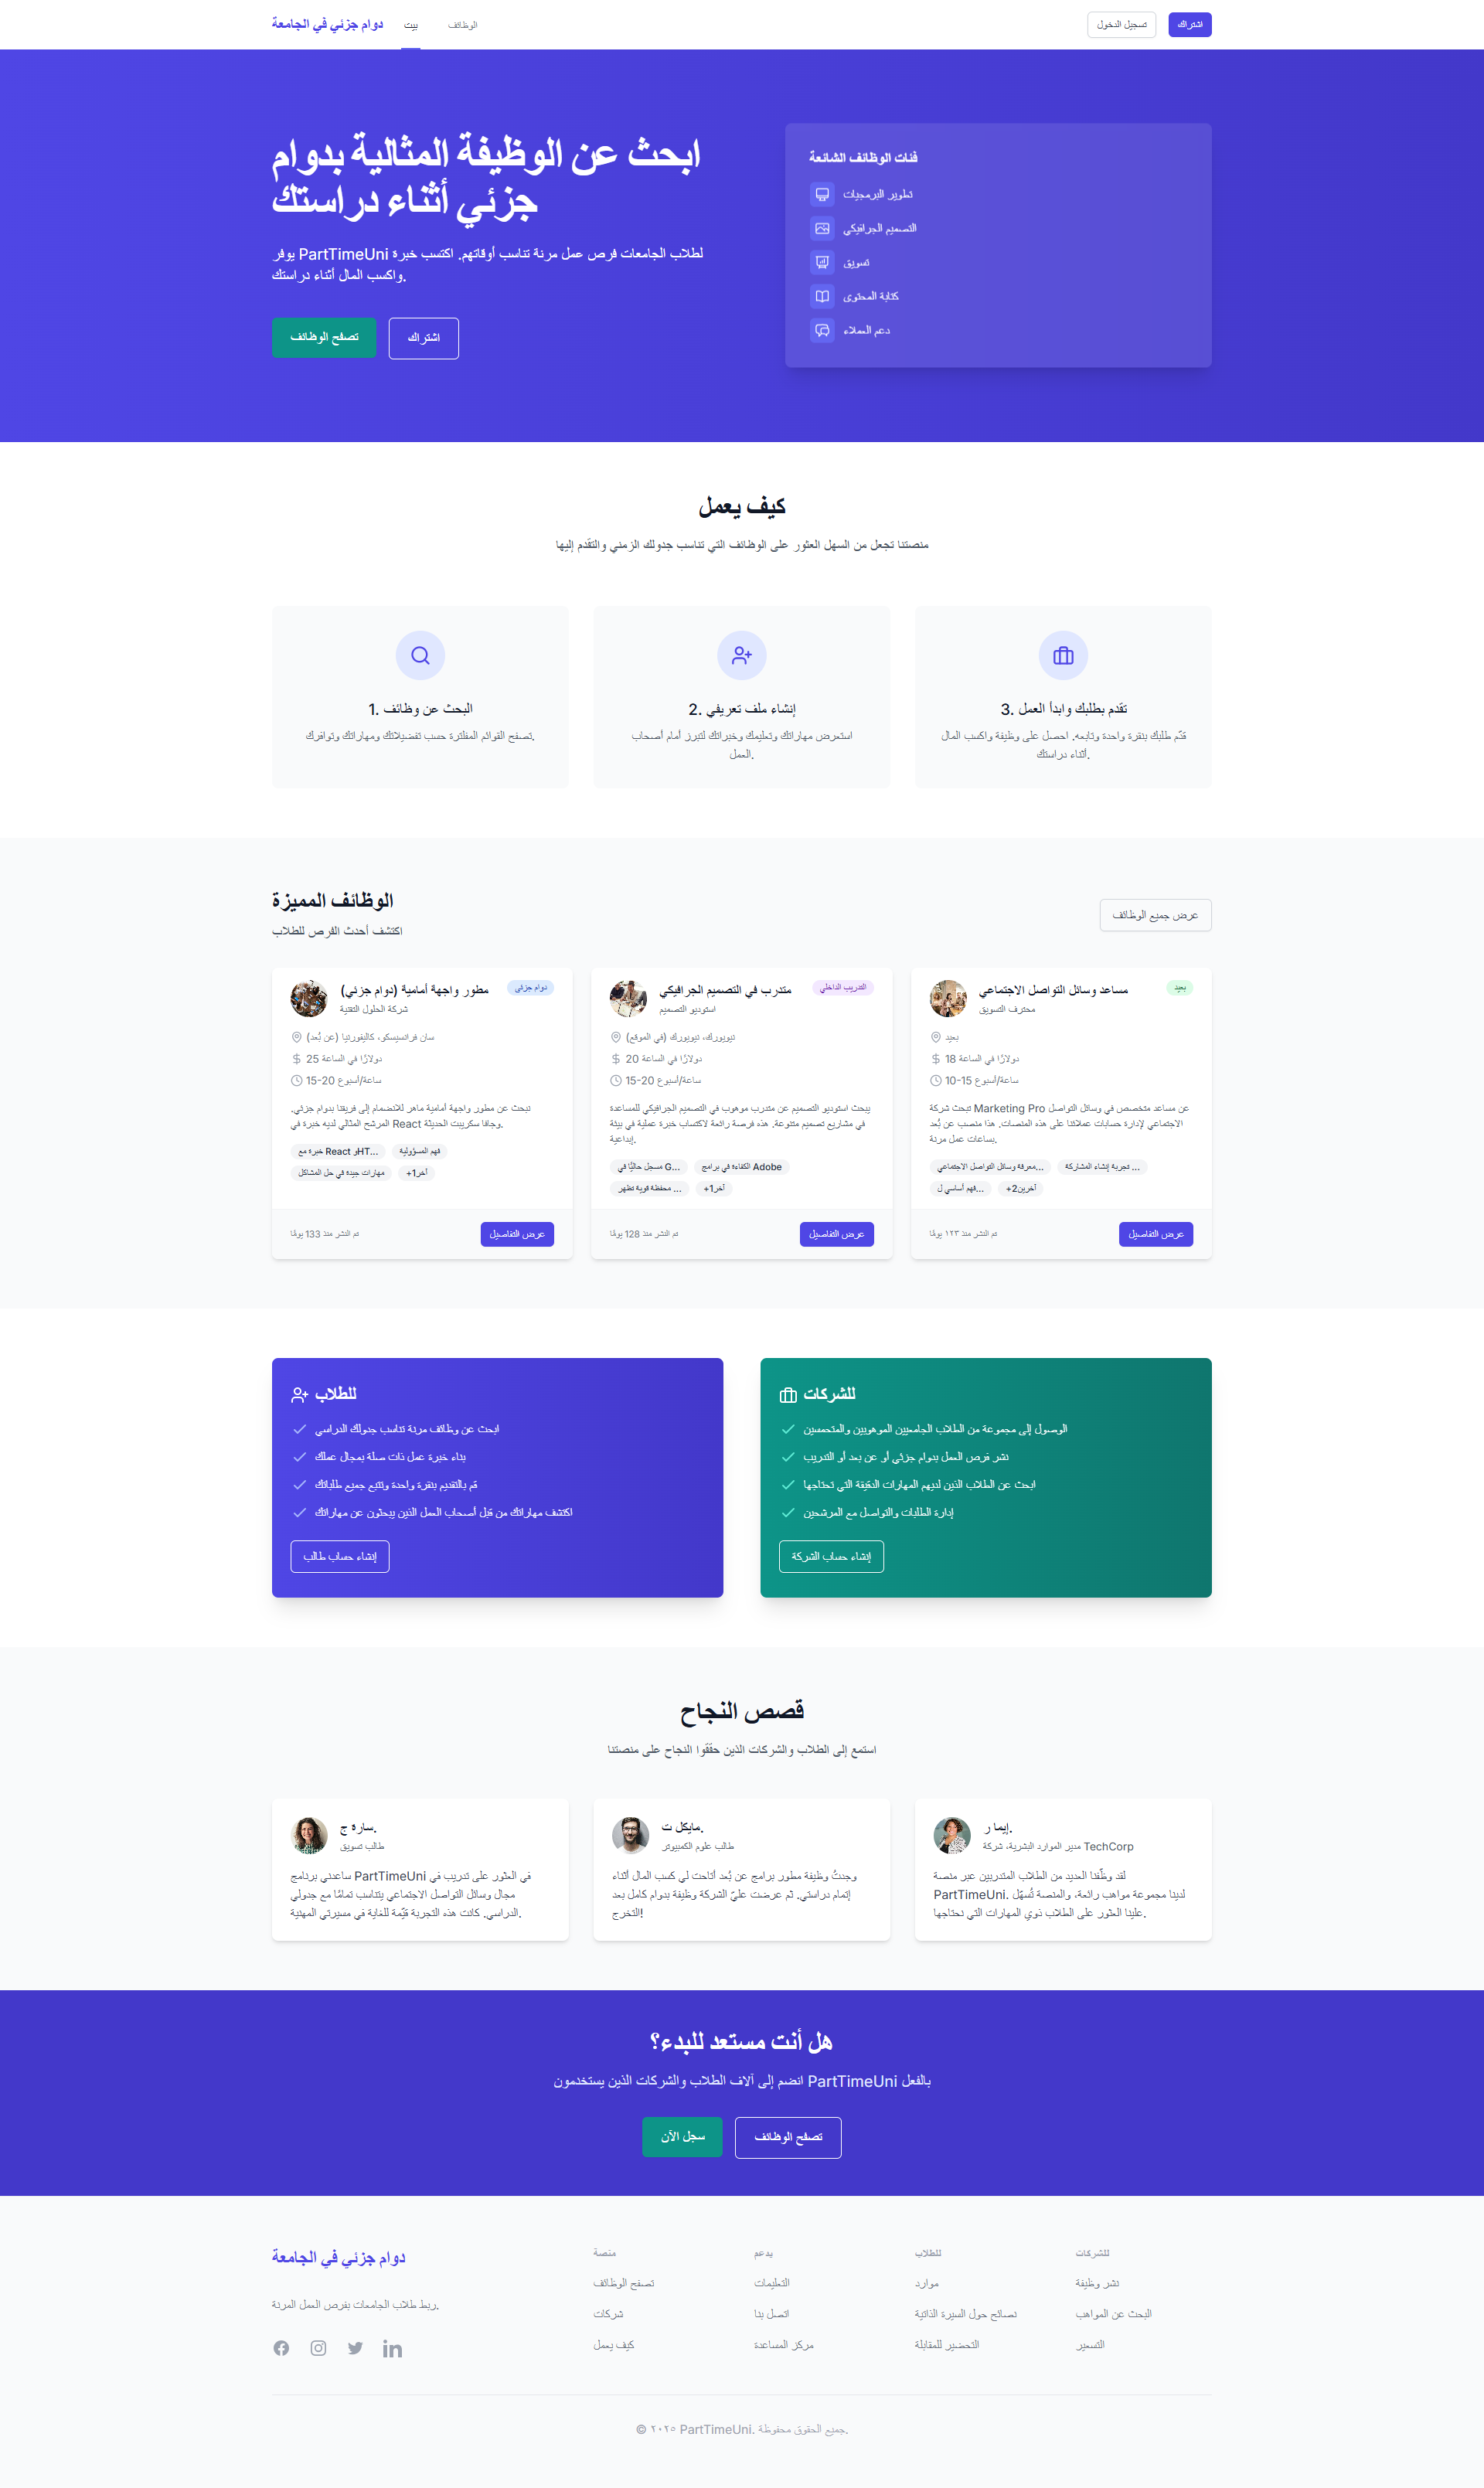 دوام جزئي في الجامعة
بيت
الوظائف
تسجيل الدخول
اشتراك
ابحث عن الوظيفة المثالية بدوام
جزئي أثناء دراستك
يوفر PartTimeUni لطلاب الجامعات فرص عمل مرنة تناسب أوقاتهم. اكتسب خبرة
واكسب المال أثناء دراستك.
تصفح الوظائف
اشتراك
فئات الوظائف الشائعة
تطوير البرمجيات
التصميم الجرافيكي
تسويق
كتابة المحتوى
دعم العملاء
كيف يعمل
منصتنا تجعل من السهل العثور على الوظائف التي تناسب جدولك الزمني والتقدم إليها
1. البحث عن وظائف
تصفح القوائم المفلترة حسب تفضيلاتك ومهاراتك وتوافرك.
2. إنشاء ملف تعريفي
استعرض مهاراتك وتعليمك وخبراتك لتبرز أمام أصحاب
العمل.
3. تقدم بطلبك وابدأ العمل
قدّم طلبك بنقرة واحدة وتابعه. احصل على وظيفة واكسب المال
أثناء دراستك.
الوظائف المميزة
اكتشف أحدث الفرص للطلاب
عرض جميع الوظائف
مطور واجهة أمامية (دوام جزئي)
دوام جزئى
شركة الحلول التقنية
سان فرانسيسكو، كاليفورنيا (عن بُعد)
25 دولارًا في الساعة
15-20 ساعة/أسبوع
نبحث عن مطور واجهة أمامية ماهر للانضمام إلى فريقنا بدوام جزئي.
المرشح المثالي لديه خبرة في React وجافا سكريبت الحديثة.
خبرة مع React وHT...
فهم المسؤولية
مهارات جيدة في حل المشاكل
+1آخر
تم النشر منذ 133 يومًا
عرض التفاصيل
متدرب في التصميم الجرافيكي
التدريب الداخلي
استوديو التصميم
نيويورك، نيويورك (في الموقع)
20 دولارًا في الساعة
15-20 ساعة/أسبوع
يبحث استوديو التصميم عن متدرب موهوب في التصميم الجرافيكي للمساعدة
في مشاريع تصميم متنوعة. هذه فرصة رائعة لاكتساب خبرة عملية في بيئة
إبداعية.
مسجل حاليًا في G...
الكفاءة في برامج Adobe
محفظة قوية تظهر ...
+1آخر
تم النشر منذ 128 يومًا
عرض التفاصيل
مساعد وسائل التواصل الاجتماعي
بعيد
محترف التسويق
بعيد
18 دولارًا في الساعة
10-15 ساعة/أسبوع
تبحث شركة Marketing Pro عن مساعد متخصص في وسائل التواصل
الاجتماعي لإدارة حسابات عملائنا على هذه المنصات. هذا منصب عن بُعد
بساعات عمل مرنة.
معرفة وسائل التواصل الاجتماعي...
تجربة إنشاء المشاركة ...
فهم أساسي ل...
+2آخرين
تم النشر منذ ١٢٣ يومًا
عرض التفاصيل
للطلاب
ابحث عن وظائف مرنة تناسب جدولك الدراسي
بناء خبرة عمل ذات صلة بمجال عملك
قم بالتقديم بنقرة واحدة وتتبع جميع طلباتك
اكتشف مهاراتك من قبل أصحاب العمل الذين يبحثون عن مهاراتك
إنشاء حساب طالب
للشركات
الوصول إلى مجموعة من الطلاب الجامعيين الموهوبين والمتحمسين
نشر فرص العمل بدوام جزئي أو عن بعد أو التدريب
ابحث عن الطلاب الذين لديهم المهارات الدقيقة التي تحتاجها
إدارة الطلبات والتواصل مع المرشحين
إنشاء حساب الشركة
قصص النجاح
استمع إلى الطلاب والشركات الذين حققوا النجاح على منصتنا
سارة ج.
طالب تسويق
ساعدني برنامج PartTimeUni في العثور على تدريب في
مجال وسائل التواصل الاجتماعي يتناسب تمامًا مع جدولي
الدراسي. كانت هذه التجربة قيّمة للغاية في مسيرتي المهنية.
مايكل ت.
طالب علوم الكمبيوتر
وجدتُ وظيفة مطور برامج عن بُعد أتاحت لي كسب المال أثناء
إتمام دراستي. ثم عرضت عليّ الشركة وظيفة بدوام كامل بعد
التخرج!
إيما ر.
مدير الموارد البشرية، شركة TechCorp
لقد وظّفنا العديد من الطلاب المتدربين عبر منصة
PartTimeUni. لدينا مجموعة مواهب رائعة، والمنصة تُسهّل
علينا العثور على الطلاب ذوي المهارات التي نحتاجها.
هل أنت مستعد للبدء؟
انضم إلى آلاف الطلاب والشركات الذين يستخدمون PartTimeUni بالفعل
سجل الآن
تصفح الوظائف
دوام جزئي في الجامعة
ربط طلاب الجامعات بفرص العمل المرنة.
منصة
تصفح الوظائف
شركات
كيف يعمل
يدعم
التعليمات
اتصل بنا
مركز المساعدة
للطلاب
موارد
نصائح حول السيرة الذاتية
التحضير للمقابلة
للشركات
نشر وظيفة
البحث عن المواهب
التسعير
© ٢٠٢٥ PartTimeUni. جميع الحقوق محفوظة.